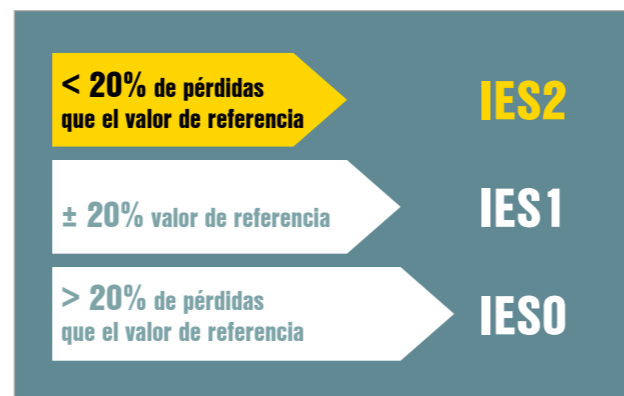 < 20% de pérdidas
que el valor de referencia
IES2
± 20% valor de referencia
IES1
> 20% de pérdidas
que el valor de referencia
IES0